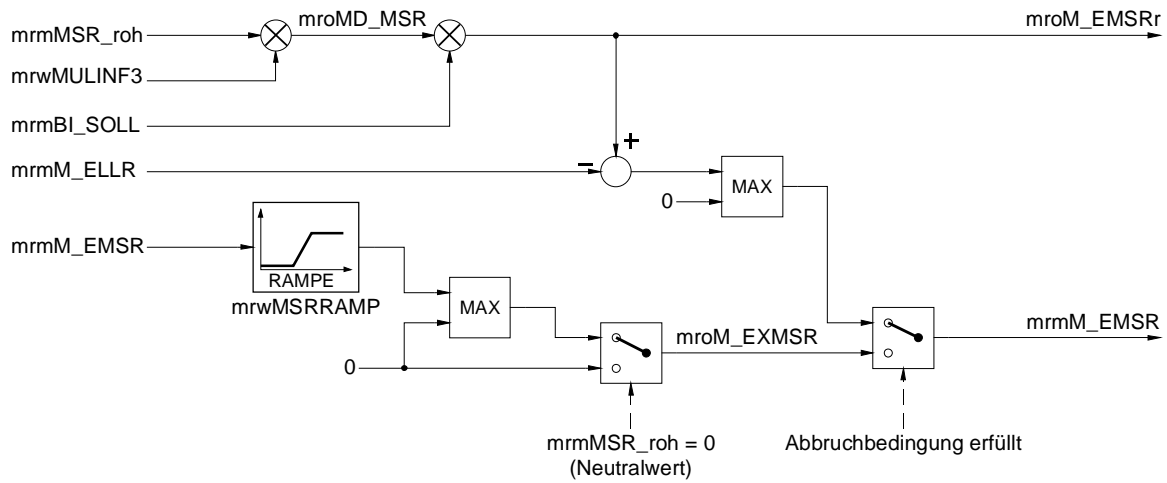 mroMD_MSR
mroM_EMSRr
mrmMSR_roh
mrwMULINF3
mrmBI_SOLL
+
mrmM_ELLR
−
MAX
0
mrmM_EMSR
RAMPE
mrwMSRRAMP
MAX
mroM_EXMSR
mrmM_EMSR
0
mrmMSR_roh = 0
(Neutralwert)
Abbruchbedingung erfüllt